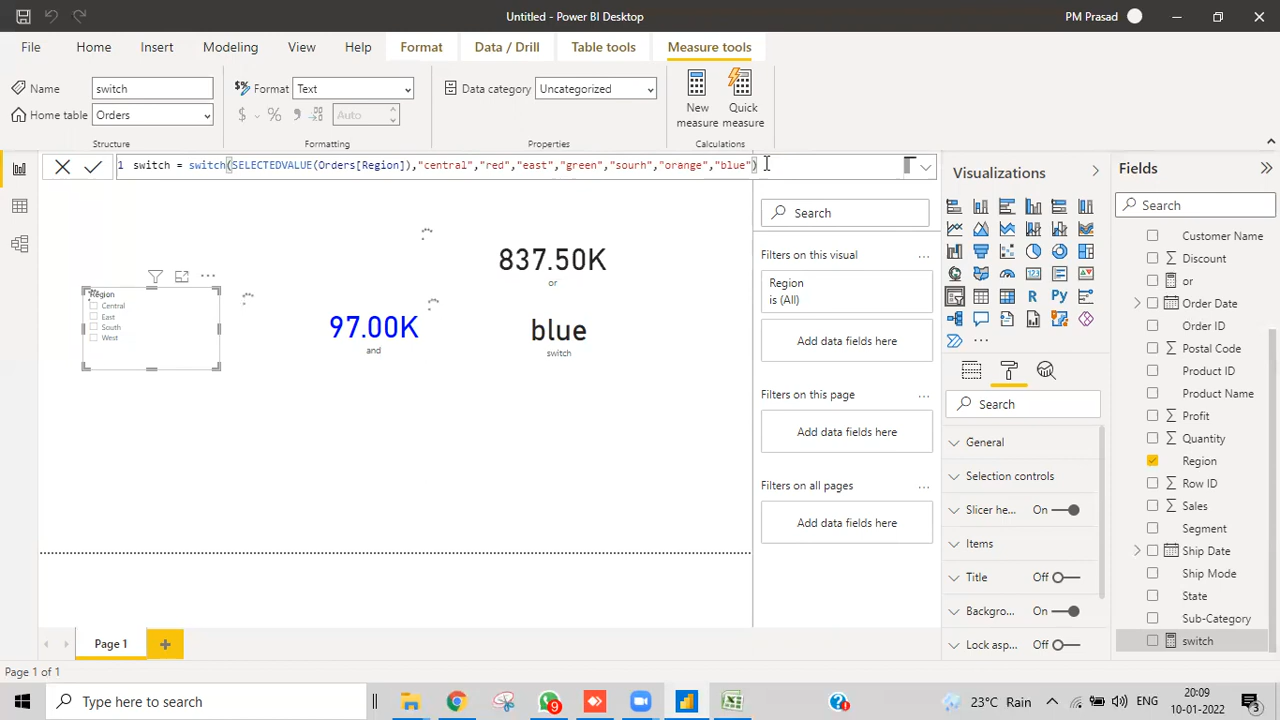 Untitled - Power BI Desktop
PM Prasad
File
Home
Insert
Modeling
View
Help
Format
Data / Drill
Table tools
Measure tools
Name
switch
Home table
Orders
Structure
Format
Text
$
%
Auto
Formatting
Data category
Uncategorized
Properties
New
measure
Quick
measure
Calculations
1 switch = switch(SELECTEDVALUE(Orders[Region]),"central","red","east","green","sourh","orange","blue")
Region
Central
East
South
West
97.00K
and
837.50K
or
blue
switch
Search
Filters on this visual
Region
is (All)
Add data fields here
Filters on this page
Add data fields here
Filters on all pages
Add data fields here
Visualizations
Search
General
Selection controls
Slicer he... On
Items
Title Off
Backgro... On
Lock asp... Off
Fields
Search
Customer Name
Discount
or
Order Date
Order ID
Postal Code
Product ID
Product Name
Profit
Quantity
Region
Row ID
Sales
Segment
Ship Date
Ship Mode
State
Sub-Category
switch
Page 1
Page 1 of 1
Type here to search
9
23°C Rain
ENG
20:09
10-01-2022
3